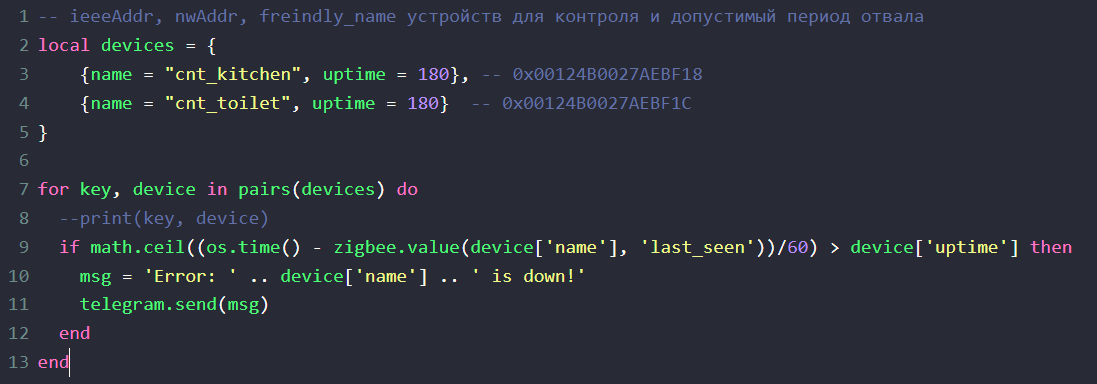 1 -- ieeeAddr, nwAddr, freindly_name устройств для контроля и допустимый период отвала
2 local devices = {
3     {name = "cnt_kitchen", uptime = 180}, -- 0x00124B0027AEBF18
4     {name = "cnt_toilet", uptime = 180}  -- 0x00124B0027AEBF1C
5 }
6
7 for key, device in pairs(devices) do
8   --print(key, device)
9   if math.ceil((os.time() - zigbee.value(device['name'], 'last_seen'))/60) > device['uptime'] then
10     msg = 'Error: ' .. device['name'] .. ' is down!'
11     telegram.send(msg)
12   end
13 end